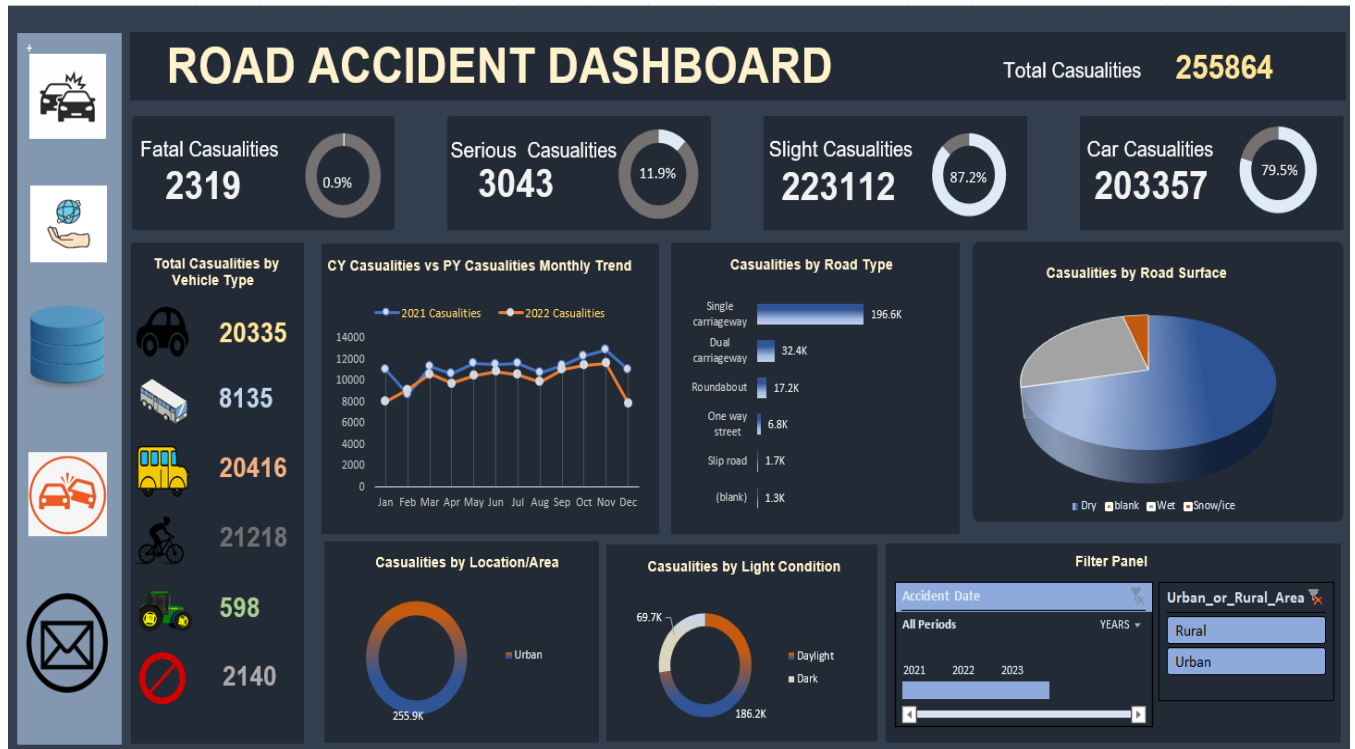 +
ROAD ACCIDENT DASHBOARD
Total Casualities 255864
Fatal Casualities
2319
0.9%
Serious Casualities
3043
11.9%
Slight Casualities
223112
87.2%
Car Casualities
203357
79.5%
Total Casualities by
Vehicle Type
20335
8135
20416
21218
598
2140
CY Casualities vs PY Casualities Monthly Trend
2021 Casualities 2022 Casualities
14000
12000
10000
8000
6000
4000
2000
0
Jan Feb Mar Apr May Jun Jul Aug Sep Oct Nov Dec
Casualities by Road Type
Single
carriageway
196.6K
Dual
carriageway
32.4K
Roundabout 17.2K
One way
street
6.8K
Slip road 1.7K
(blank) 1.3K
Casualities by Road Surface
Dry blank Wet Snow/ice
Casualities by Location/Area
Urban
255.9K
Casualities by Light Condition
69.7K
Daylight
Dark
186.2K
Filter Panel
Accident Date
All Periods YEARS
2021 2022 2023
Urban_or_Rural_Area
Rural
Urban